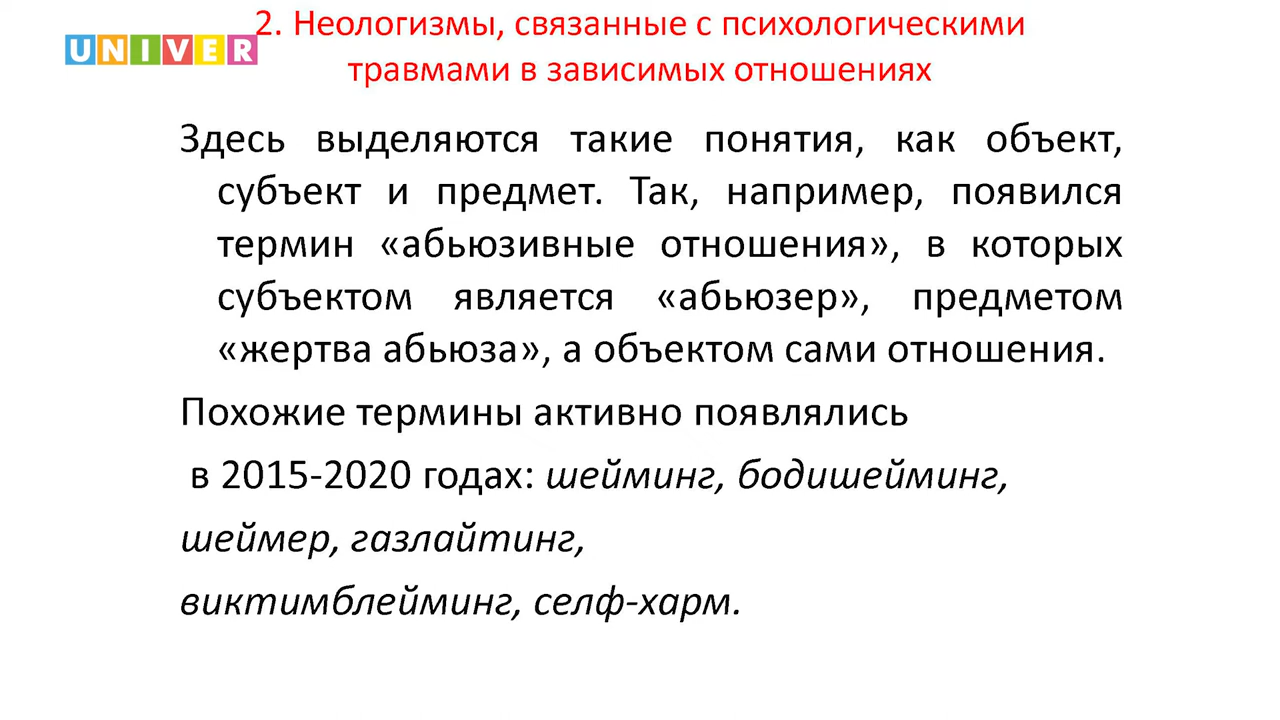 2. Неологизмы, связанные с психологическими
UNIVER
травмами в зависимых отношениях
Здесь выделяются такие понятия, как объект,
субъект и предмет. Так, например, появился
термин «абьюзивные отношения», в которых
субъектом является «абьюзер», предметом
«жертва абьюза», а объектом сами отношения.
Похожие термины активно появлялись
в 2015-2020 годах: шейминг, бодишейминг,
шеймер, газлайтинг,
виктимблейминг, селф-харм.